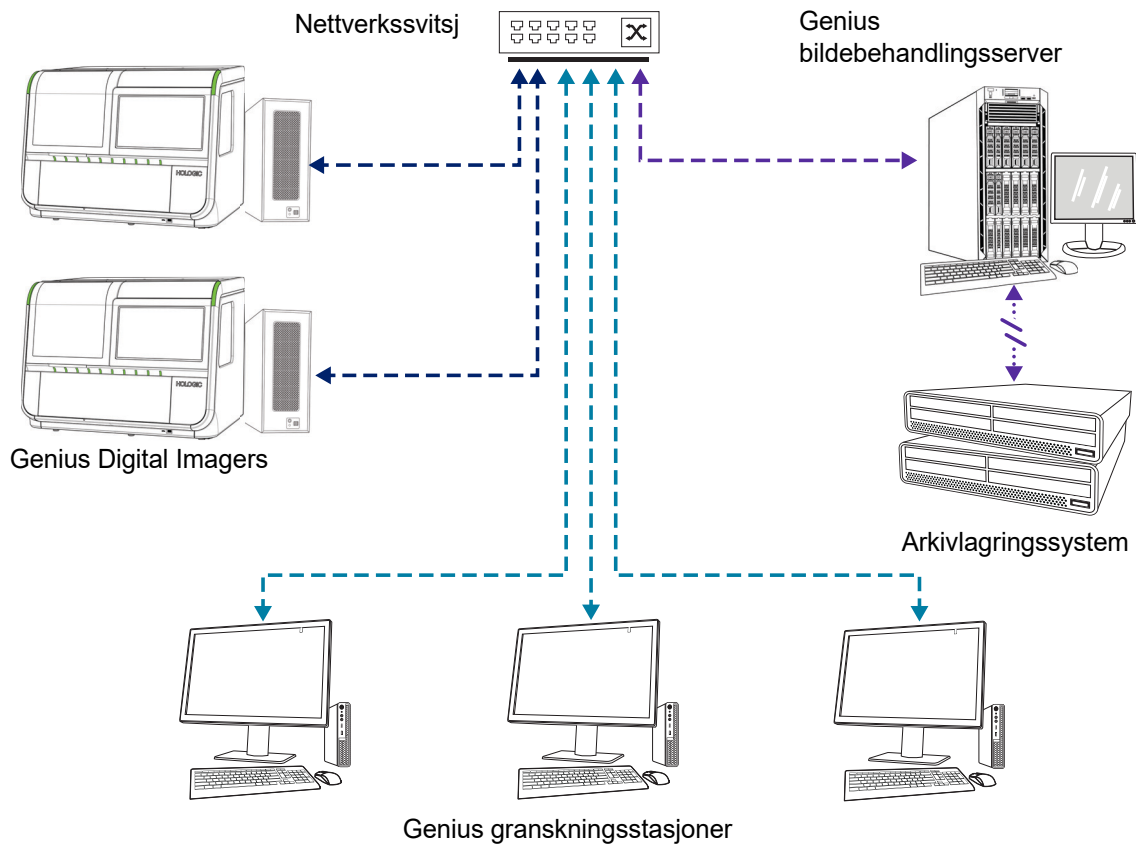 Nettverkssvitsj
Genius
bildebehandlingsserver
HOLOGIC
HOLOGIC
Genius Digital Imagers
Arkivlagringssystem
Genius granskningsstasjoner